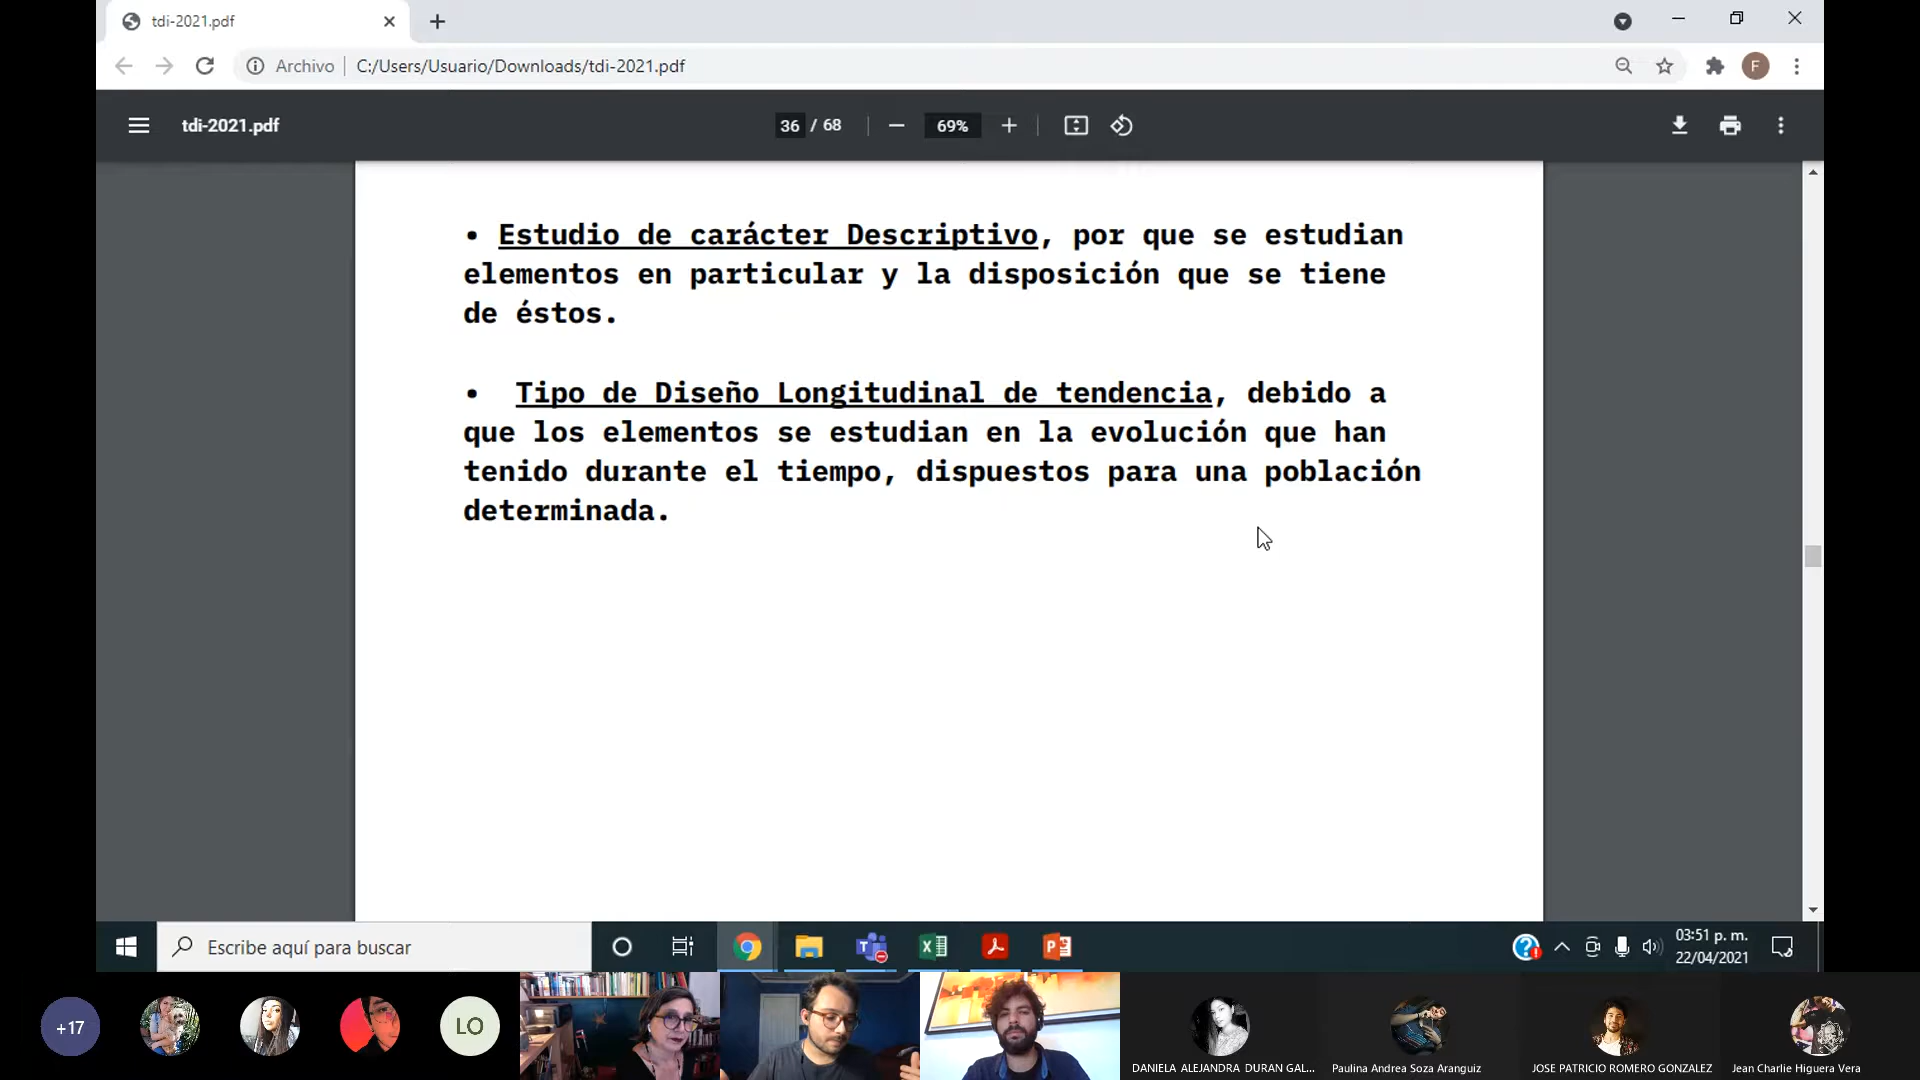 tdi-2021.pdf
Archivo
C:/Users/Usuario/Downloads/tdi-2021.pdf
F
tdi-2021.pdf
36 / 68
69%
• Estudio de carácter Descriptivo, por que se estudian
elementos en particular y la disposición que se tiene
de éstos.
• Tipo de Diseño Longitudinal de tendencia, debido a
que los elementos se estudian en la evolución que han
tenido durante el tiempo, dispuestos para una población
determinada.
Escribe aquí para buscar
03:51 p. m.
22/04/2021
+17
LO
DANIELA ALEJANDRA DURAN GAL...
Paulina Andrea Soza Aranguiz
JOSE PATRICIO ROMERO GONZALEZ
Jean Charlie Higuera Vera